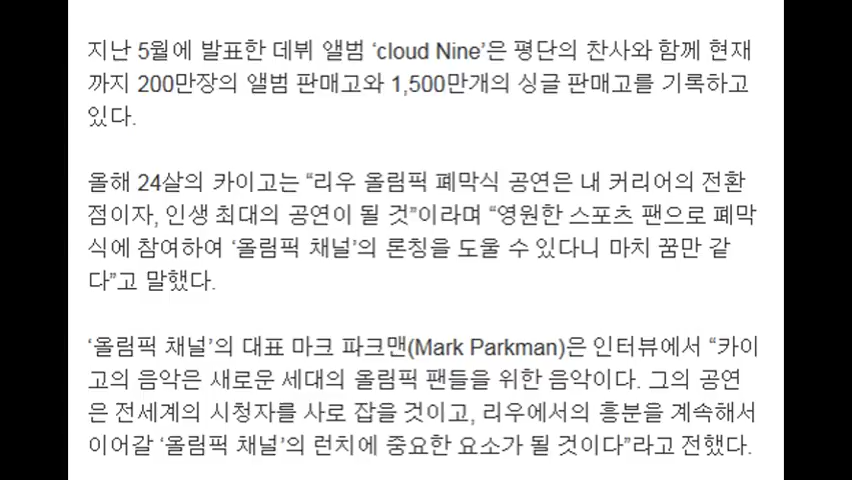 지난 5월에 발표한 데뷔 앨범 ‘cloud Nine’은 평단의 찬사와 함께 현재
까지 200만장의 앨범 판매고와 1,500만개의 싱글 판매고를 기록하고
있다.
올해 24살의 카이고는 “리우 올림픽 폐막식 공연은 내 커리어의 전환
점이자, 인생 최대의 공연이 될 것”이라며 “영원한 스포츠 팬으로 폐막
식에 참여하여 ‘올림픽 채널’의 론칭을 도울 수 있다니 마치 꿈만 같
다”고 말했다.
‘올림픽 채널’의 대표 마크 파크맨(Mark Parkman)은 인터뷰에서 “카이
고의 음악은 새로운 세대의 올림픽 팬들을 위한 음악이다. 그의 공연
은 전세계의 시청자를 사로 잡을 것이고, 리우에서의 흥분을 계속해서
이어갈 ‘올림픽 채널’의 런치에 중요한 요소가 될 것이다”라고 전했다.